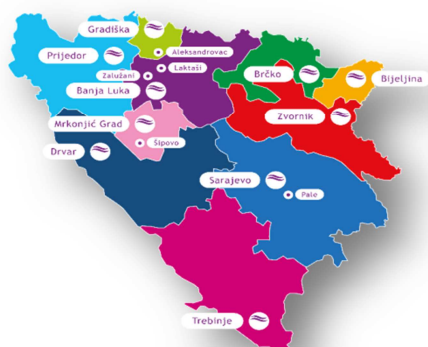 Gradiška
Aleksandrovac
Prijedor
Laktaši
Zalužani
Brčko
Bijeljina
Banja Luka
Zvornik
Mrkonjić Grad
Šipovo
Drvar
Sarajevo
Pale
Trebinje